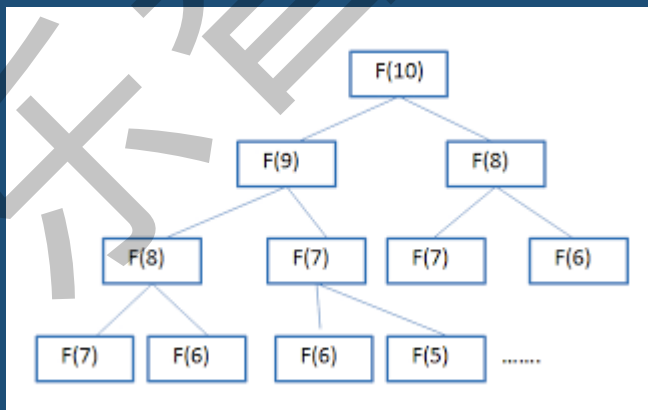 F(10)
F(9) F(8)
F(8) F(7) F(7) F(6)
F(7) F(6) F(6) F(5) .......